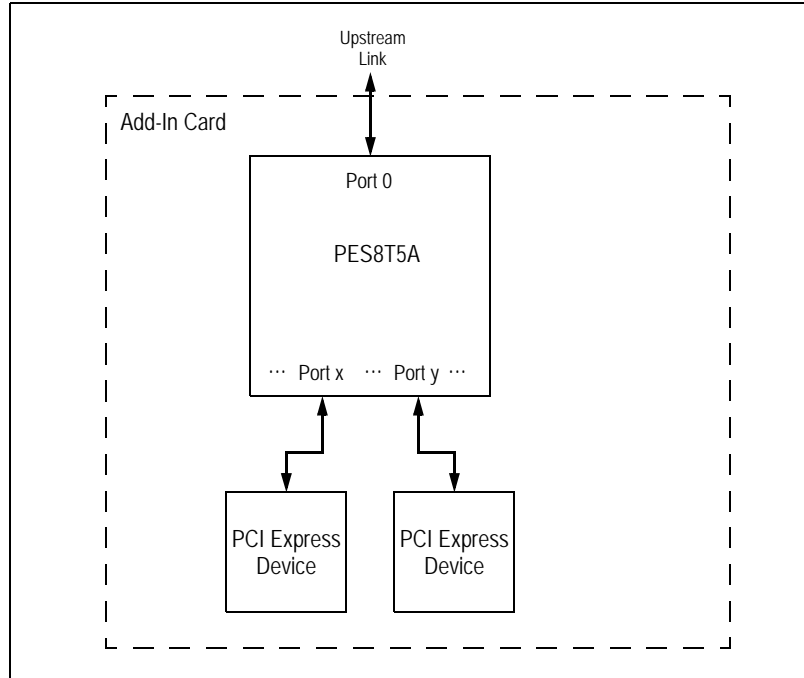 Upstream
Link
Add-In Card
Port 0
PES8T5A
··· Port x ··· Port y ···
PCI Express
Device
PCI Express
Device